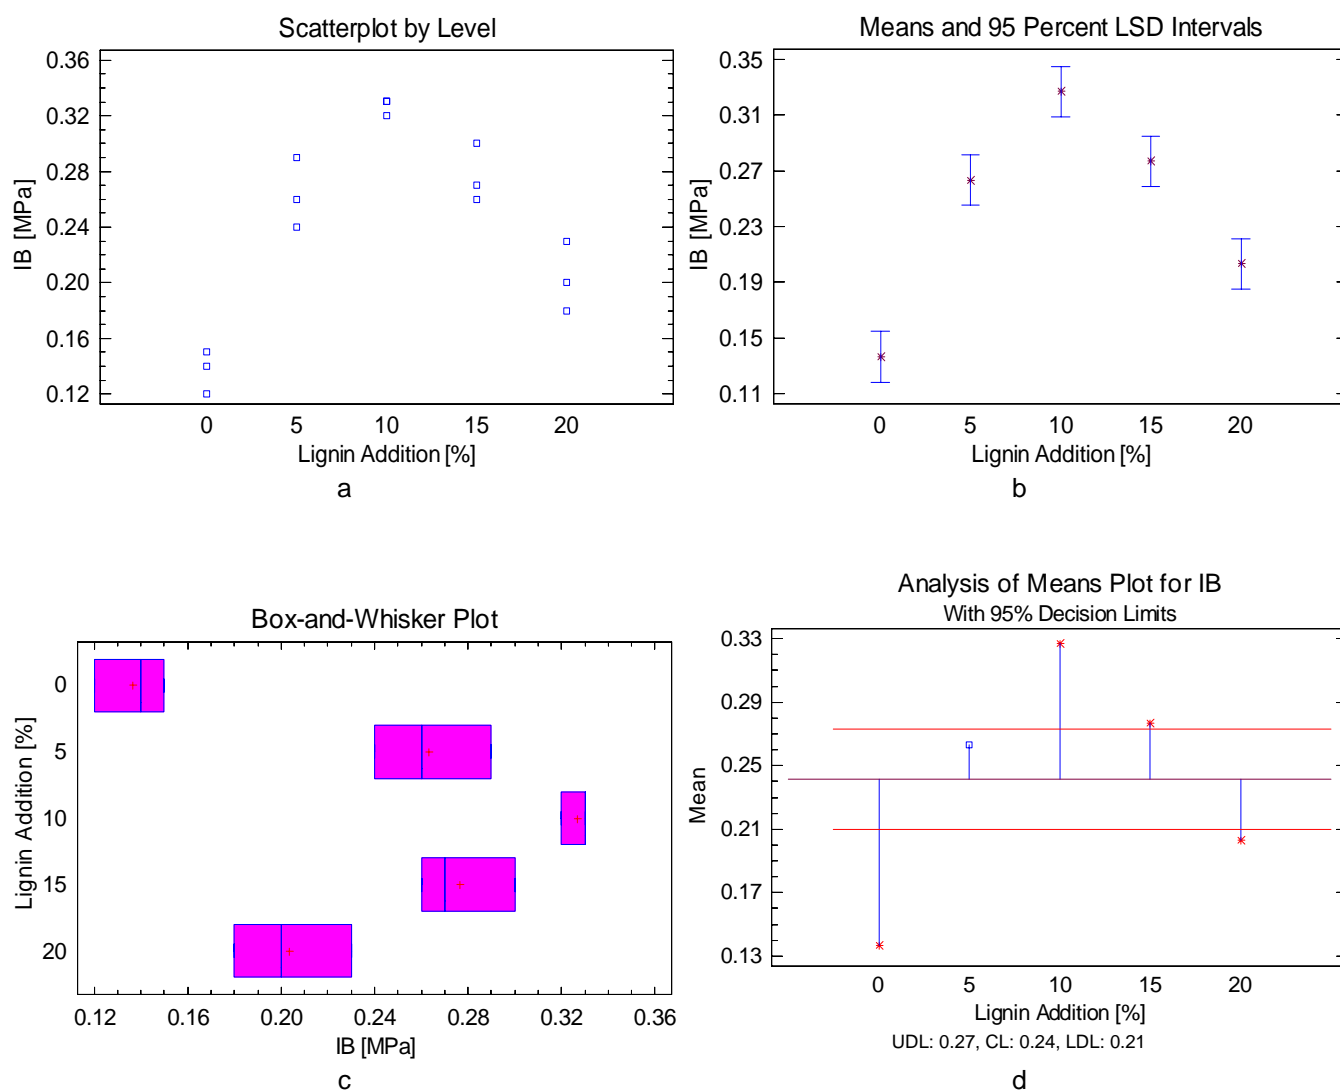 Scatterplot by Level
0.36
0.32
0.28
0.24
0.20
0.16
0.12
IB [MPa]
0 5 10 15 20
Lignin Addition [%]
a
Means and 95 Percent LSD Intervals
0.35
0.31
0.27
0.23
0.19
0.15
0.11
IB [MPa]
0 5 10 15 20
Lignin Addition [%]
b
Box-and-Whisker Plot
Lignin Addition [%]
0
5
10
15
20
0.12 0.16 0.20 0.24 0.28 0.32 0.36
IB [MPa]
c
Analysis of Means Plot for IB
With 95% Decision Limits
0.33
0.29
0.25
0.21
0.17
0.13
Mean
0 5 10 15 20
Lignin Addition [%]
UDL: 0.27, CL: 0.24, LDL: 0.21
d